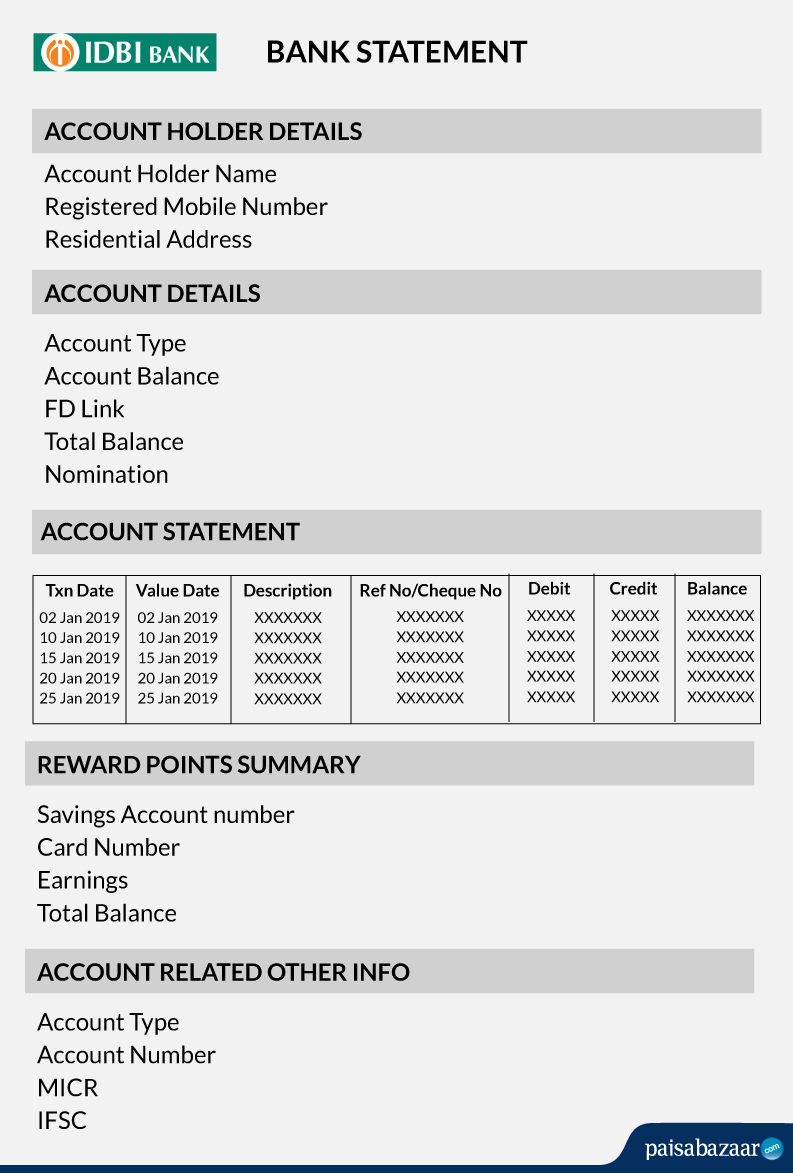 IDBI BANK
BANK STATEMENT
ACCOUNT HOLDER DETAILS
Account Holder Name
Registered Mobile Number
Residential Address
ACCOUNT DETAILS
Account Type
Account Balance
FD Link
Total Balance
Nomination
ACCOUNT STATEMENT
Txn Date Value Date Description Ref No/Cheque No Debit Credit Balance
02 Jan 2019 02 Jan 2019 XXXXXXX XXXXXXX XXXXX XXXXX XXXXXXX
10 Jan 2019 10 Jan 2019 XXXXXXX XXXXXXX XXXXX XXXXX XXXXXXX
15 Jan 2019 15 Jan 2019 XXXXXXX XXXXXXX XXXXX XXXXX XXXXXXX
20 Jan 2019 20 Jan 2019 XXXXXXX XXXXXXX XXXXX XXXXX XXXXXXX
25 Jan 2019 25 Jan 2019 XXXXXXX XXXXXXX XXXXX XXXXX XXXXXXX
REWARD POINTS SUMMARY
Savings Account number
Card Number
Earnings
Total Balance
ACCOUNT RELATED OTHER INFO
Account Type
Account Number
MICR
IFSC
paisabazaar.com